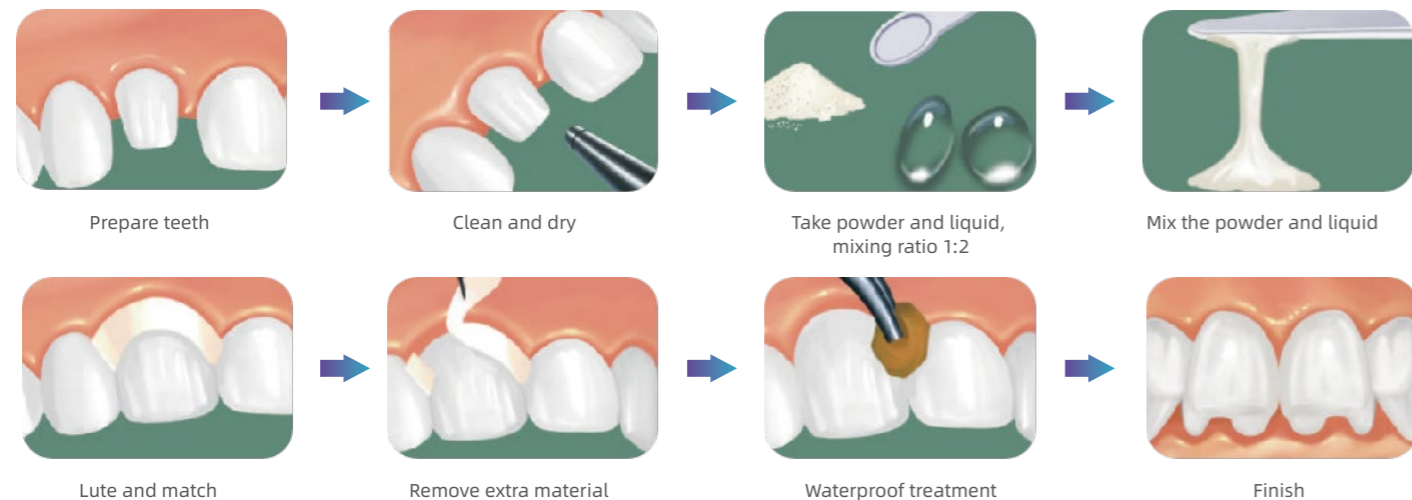 Prepare teeth
Clean and dry
Take powder and liquid,
mixing ratio 1:2
Mix the powder and liquid
Lute and match
Remove extra material
Waterproof treatment
Finish